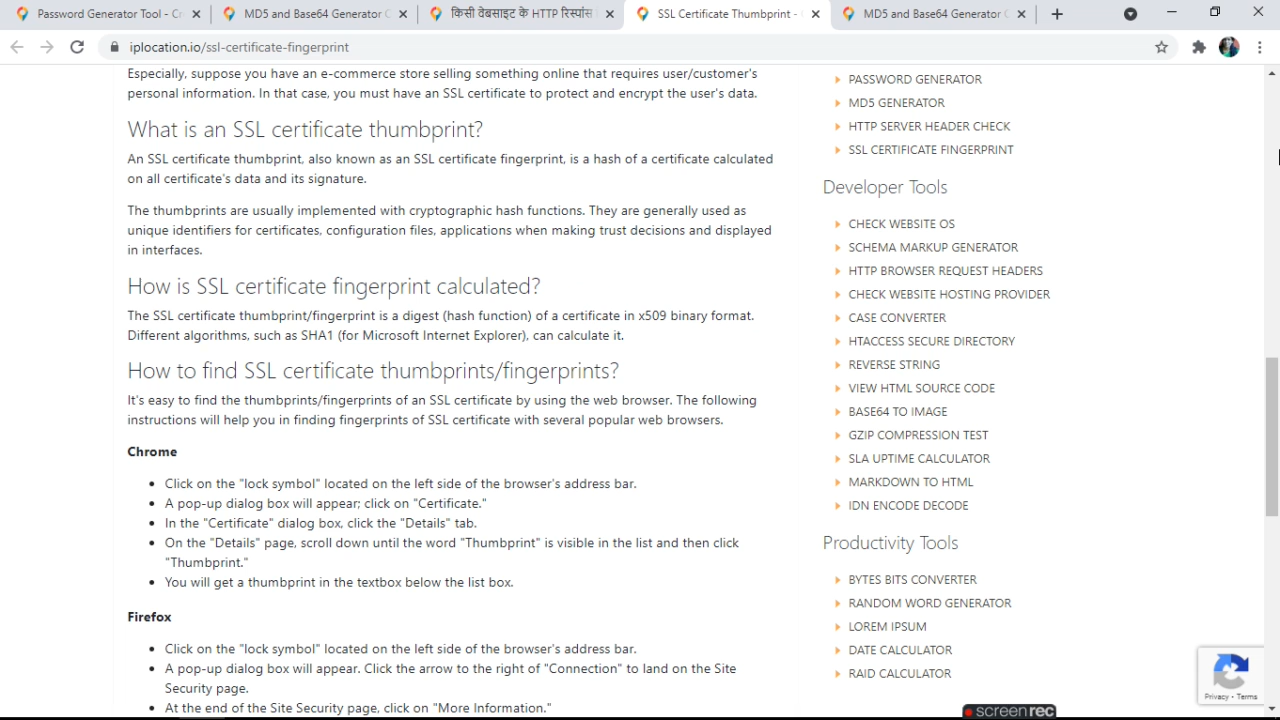 Password Generator Tool - Cr
MD5 and Base64 Generator C
किसी वेबसाइट के HTTP रिस्पांस
SSL Certificate Thumbprint -
MD5 and Base64 Generator C
iplocation.io/ssl-certificate-fingerprint
Especially, suppose you have an e-commerce store selling something online that requires user/customer's
personal information. In that case, you must have an SSL certificate to protect and encrypt the user's data.
What is an SSL certificate thumbprint?
An SSL certificate thumbprint, also known as an SSL certificate fingerprint, is a hash of a certificate calculated
on all certificate's data and its signature.
The thumbprints are usually implemented with cryptographic hash functions. They are generally used as
unique identifiers for certificates, configuration files, applications when making trust decisions and displayed
in interfaces.
How is SSL certificate fingerprint calculated?
The SSL certificate thumbprint/fingerprint is a digest (hash function) of a certificate in x509 binary format.
Different algorithms, such as SHA1 (for Microsoft Internet Explorer), can calculate it.
How to find SSL certificate thumbprints/fingerprints?
It's easy to find the thumbprints/fingerprints of an SSL certificate by using the web browser. The following
instructions will help you in finding fingerprints of SSL certificate with several popular web browsers.
Chrome
Click on the "lock symbol" located on the left side of the browser's address bar.
A pop-up dialog box will appear; click on "Certificate."
In the "Certificate" dialog box, click the "Details" tab.
On the "Details" page, scroll down until the word "Thumbprint" is visible in the list and then click
"Thumbprint."
You will get a thumbprint in the textbox below the list box.
Firefox
Click on the "lock symbol" located on the left side of the browser's address bar.
A pop-up dialog box will appear. Click the arrow to the right of "Connection" to land on the Site
Security page.
At the end of the Site Security page, click on "More Information."
PASSWORD GENERATOR
MD5 GENERATOR
HTTP SERVER HEADER CHECK
SSL CERTIFICATE FINGERPRINT
Developer Tools
CHECK WEBSITE OS
SCHEMA MARKUP GENERATOR
HTTP BROWSER REQUEST HEADERS
CHECK WEBSITE HOSTING PROVIDER
CASE CONVERTER
HTACCESS SECURE DIRECTORY
REVERSE STRING
VIEW HTML SOURCE CODE
BASE64 TO IMAGE
GZIP COMPRESSION TEST
SLA UPTIME CALCULATOR
MARKDOWN TO HTML
IDN ENCODE DECODE
Productivity Tools
BYTES BITS CONVERTER
RANDOM WORD GENERATOR
LOREM IPSUM
DATE CALCULATOR
RAID CALCULATOR
Privacy - Terms
screenrec